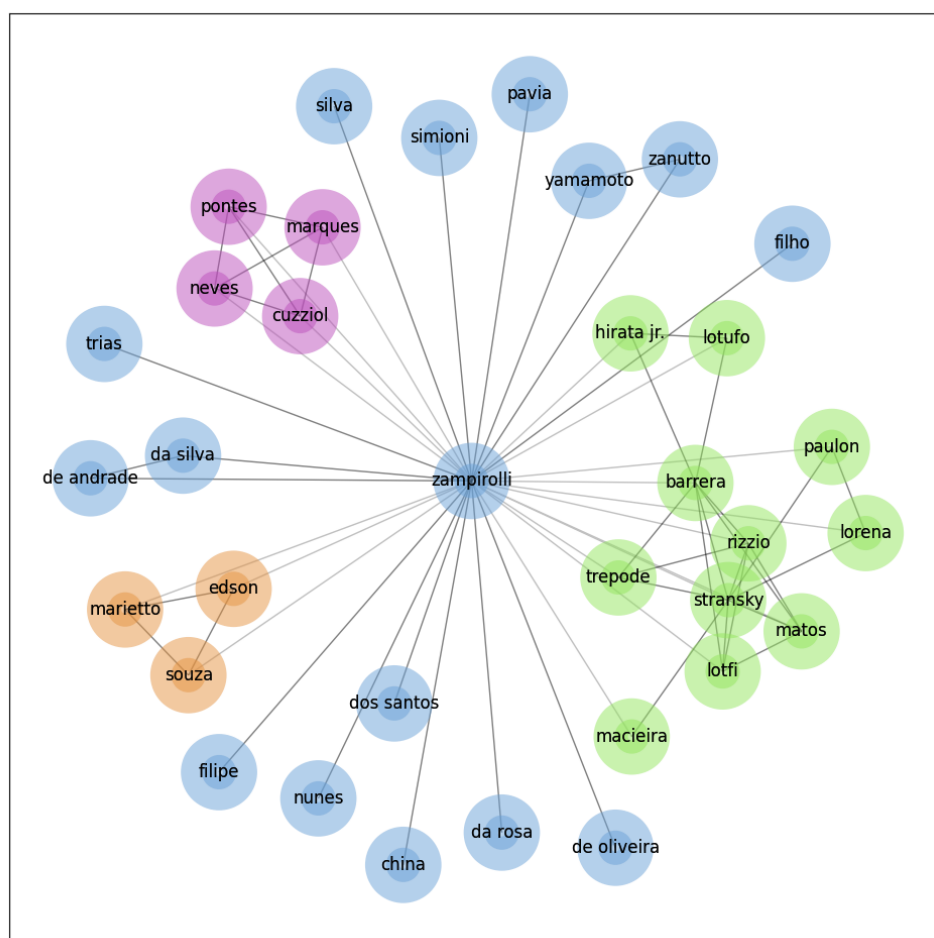 pavia
silva
simioni
zanutto
yamamoto
pontes
marques
filho
neves
cuzziol
hirata jr.
lotufo
trias
paulon
da silva
de andrade
zampirolli
barrera
lorena
rizzio
trepode
edson
stransky
marietto
matos
souza
lotfi
dos santos
macieira
filipe
nunes
da rosa
de oliveira
china